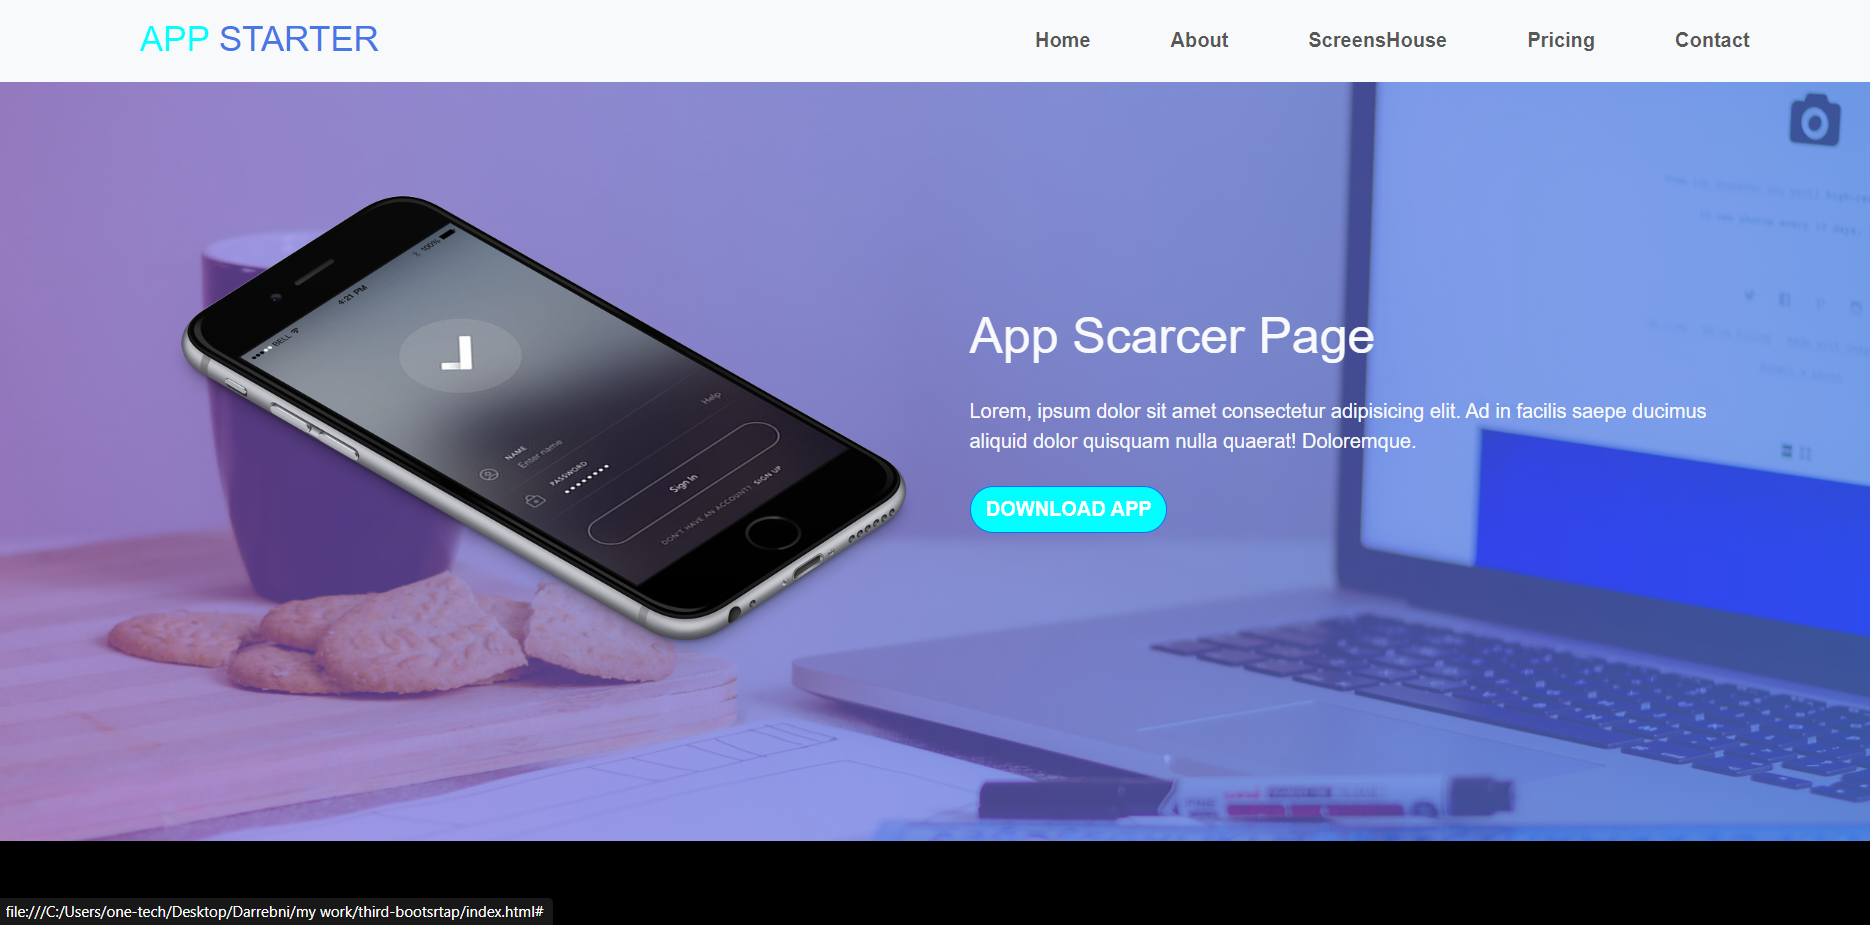 APP STARTER
Home
About
ScreensHouse
Pricing
Contact
100%
4:21 PM
BELL
App Scarcer Page
Lorem, ipsum dolor sit amet consectetur adipisicing elit. Ad in facilis saepe ducimus
aliquid dolor quisquam nulla quaerat! Doloremque.
DOWNLOAD APP
Help
NAME
Enter name
PASSWORD
Sign In
DON'T HAVE AN ACCOUNT? SIGN UP
file:///C:/Users/one-tech/Desktop/Darrebni/my work/third-bootsrtap/index.html#